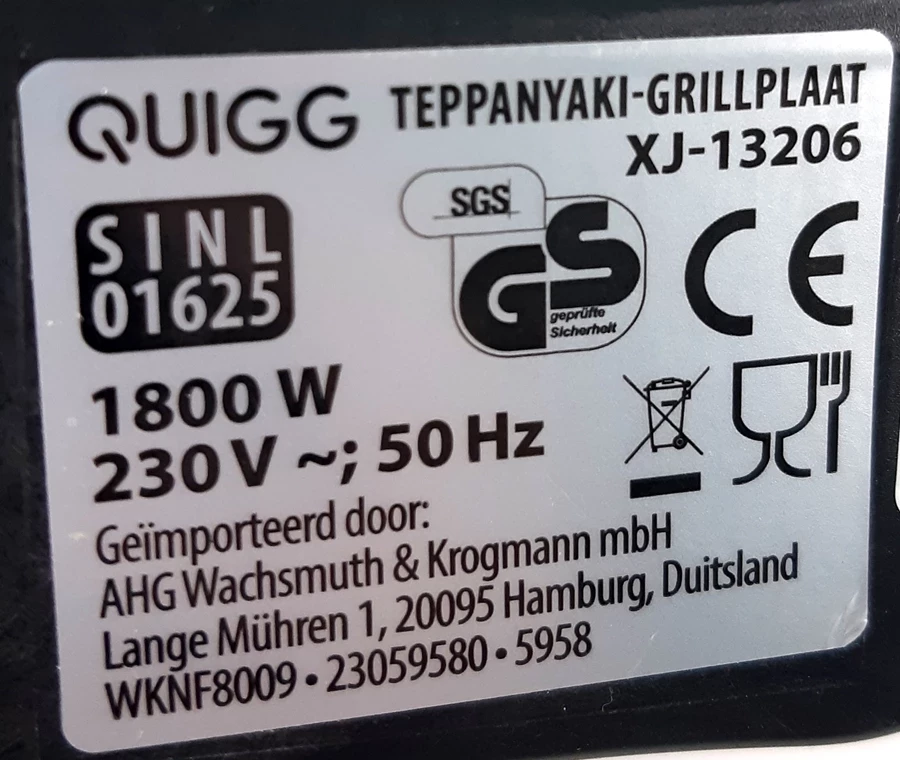 QUIGG TEPPANYAKI-GRILLPLAAT
XJ-13206
SGS
SINL
01625
GS
geprüfte
Sicherheit
CE
1800 W
230 V ~; 50 Hz
Geïmporteerd door:
AHG Wachsmuth & Krogmann mbH
Lange Mühren 1, 20095 Hamburg, Duitsland
WKNF8009 • 23059580 • 5958